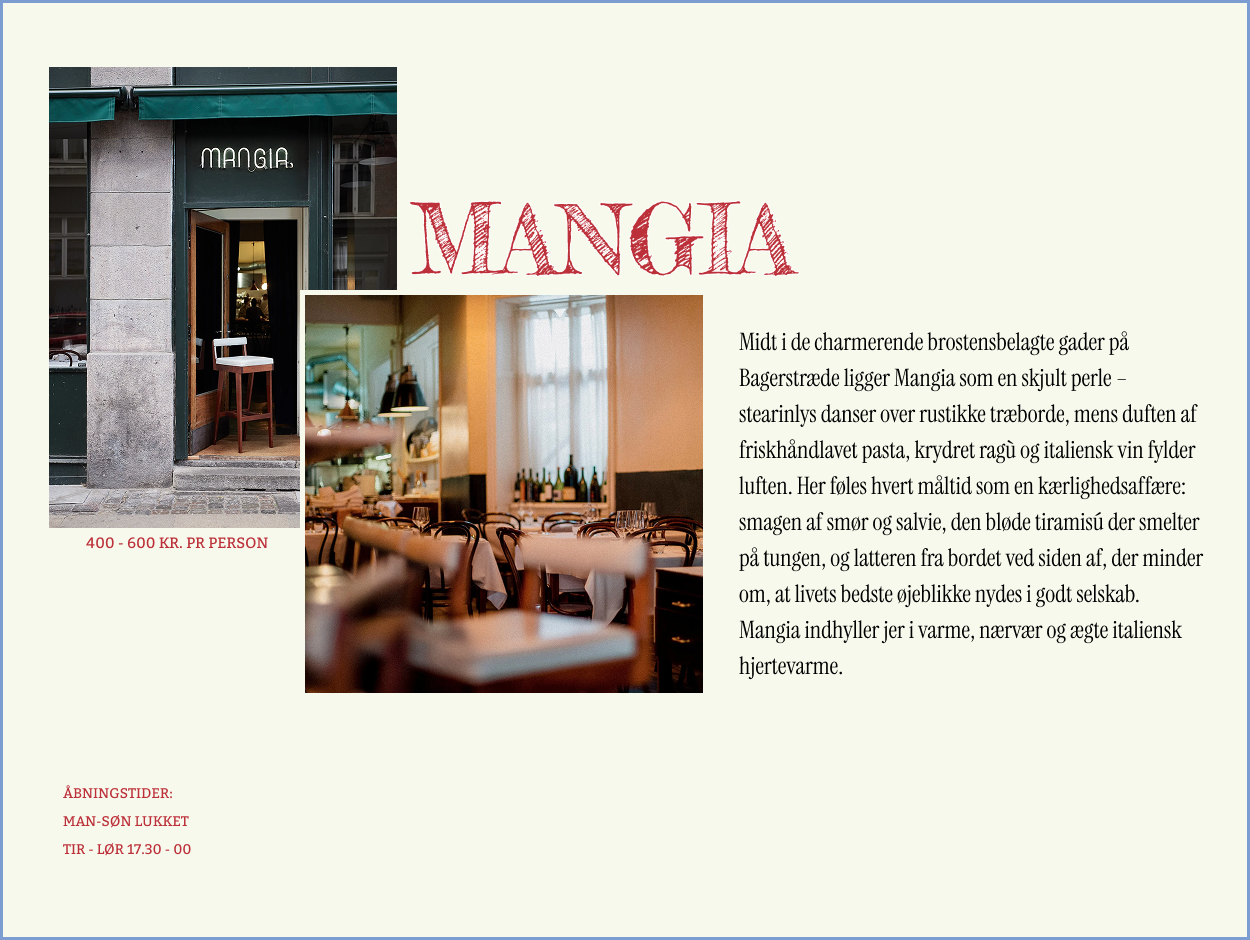 MANGIA
MANGIA
Midt i de charmerende brostensbelagte gader på
Bagerstræde ligger Mangia som en skjult perle –
stearinlys danser over rustikke træborde, mens duften af
friskhåndlavet pasta, krydret ragù og italiensk vin fylder
luften. Her føles hvert måltid som en kærlighedsaffære:
smagen af smør og salvie, den bløde tiramisú der smelter
på tungen, og latteren fra bordet ved siden af, der minder
om, at livets bedste øjeblikke nydes i godt selskab.
Mangia indhyller jer i varme, nærvær og ægte italiensk
hjertevarme.
400 - 600 KR. PR PERSON
ÅBNINGSTIDER:
MAN-SØN LUKKET
TIR - LØR 17.30 - 00